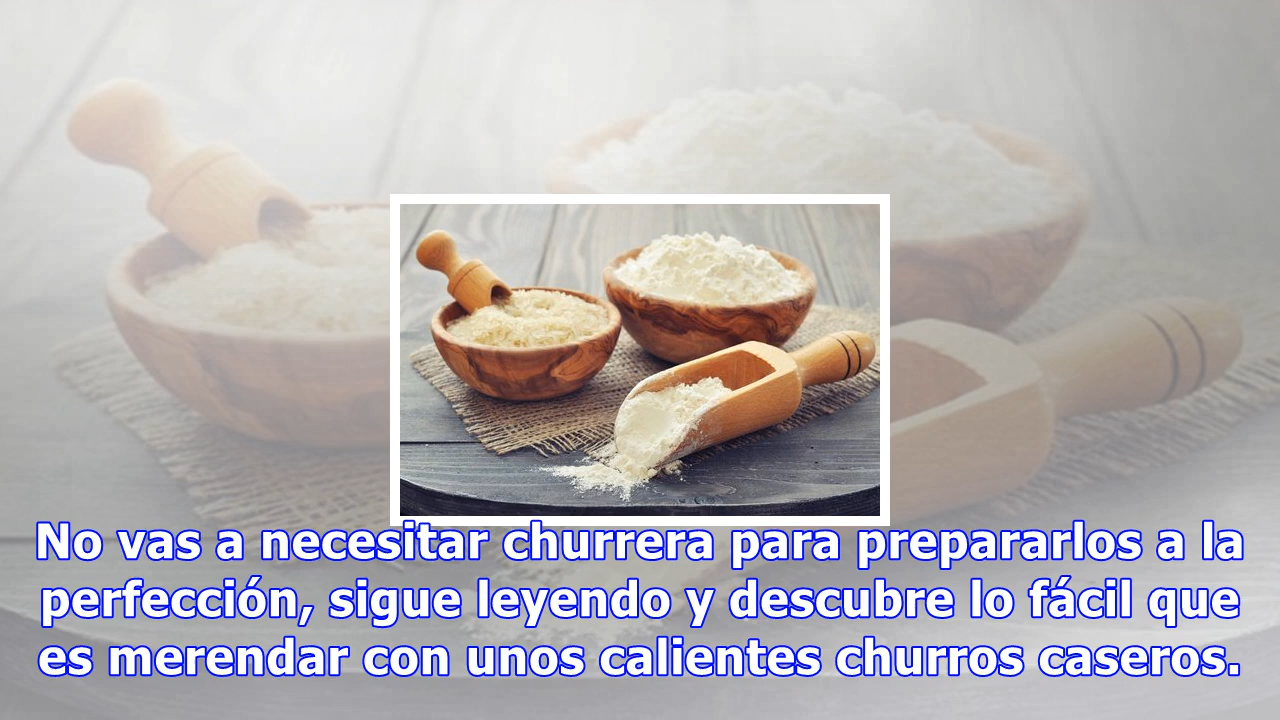 No vas a necesitar churrera para prepararlos a la
perfección, sigue leyendo y descubre lo fácil que
es merendar con unos calientes churros caseros.